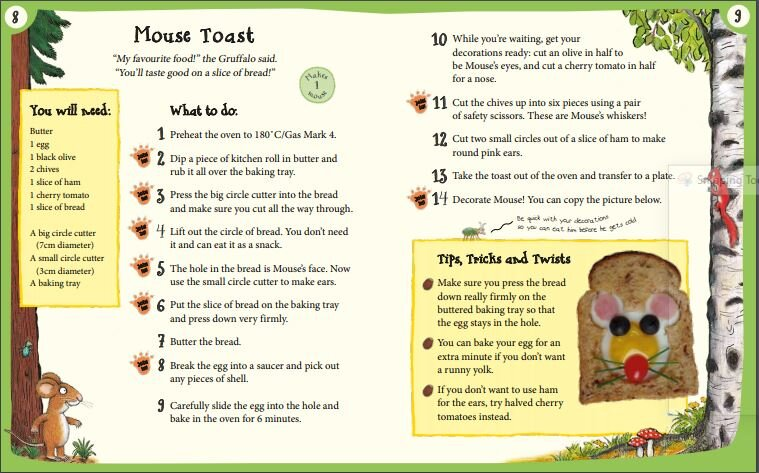 8
Mouse Toast
"My favourite food!" the Gruffalo said.
"You'll taste good on a slice of bread!"
Makes
1
mouse
You will need:
Butter
1 egg
1 black olive
2 chives
1 slice of ham
1 cherry tomato
1 slice of bread
A big circle cutter
(7cm diameter)
A small circle cutter
(3cm diameter)
A baking tray
What to do:
1 Preheat the oven to 180˚C/Gas Mark 4.
2 Dip a piece of kitchen roll in butter and
rub it all over the baking tray.
3 Press the big circle cutter into the bread
and make sure you cut all the way through.
4 Lift out the circle of bread. You don't need
it and can eat it as a snack.
5 The hole in the bread is Mouse's face. Now
use the small circle cutter to make ears.
6 Put the slice of bread on the baking tray
and press down very firmly.
7 Butter the bread.
8 Break the egg into a saucer and pick out
any pieces of shell.
9 Carefully slide the egg into the hole and
bake in the oven for 6 minutes.
9
10 While you're waiting, get your
decorations ready: cut an olive in half to
be Mouse's eyes, and cut a cherry tomato in half
for a nose.
11 Cut the chives up into six pieces using a pair
of safety scissors. These are Mouse's whiskers!
12 Cut two small circles out of a slice of ham to make
round pink ears.
13 Take the toast out of the oven and transfer to a plate.
14 Decorate Mouse! You can copy the picture below.
Be quick with your decorations
so you can eat him before he gets cold.
Tips, Tricks and Twists
Make sure you press the bread
down really firmly on the
buttered baking tray so that
the egg stays in the hole.
You can bake your egg for an
extra minute if you don't want
a runny yolk.
If you don't want to use ham
for the ears, try halved cherry
tomatoes instead.